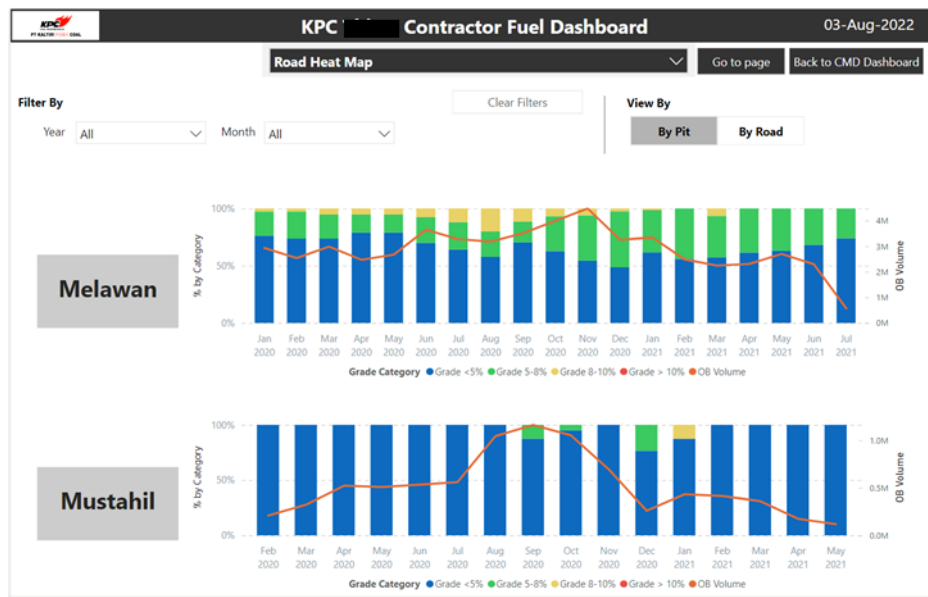 KPC
PT KALTIM PRIMA COAL
KPC Contractor Fuel Dashboard
03-Aug-2022
Road Heat Map
Go to page
Back to CMD Dashboard
Filter By
Clear Filters
View By
Year All
Month All
By Pit
By Road
Melawan
% by Category
100%
50%
0%
4M
3M
2M
1M
0M
OB Volume
Jan Feb Mar Apr May Jun Jul Aug Sep Oct Nov Dec Jan Feb Mar Apr May Jun Jul
2020 2020 2020 2020 2020 2020 2020 2020 2020 2020 2020 2020 2021 2021 2021 2021 2021 2021 2021
Grade Category Grade <5% Grade 5-8% Grade 8-10% Grade > 10% OB Volume
Mustahil
% by Category
100%
50%
0%
1.0M
0.5M
0.0M
OB Volume
Feb Mar Apr May Jun Jul Aug Sep Oct Nov Dec Jan Feb Mar Apr May
2020 2020 2020 2020 2020 2020 2020 2020 2020 2020 2020 2021 2021 2021 2021 2021
Grade Category Grade <5% Grade 5-8% Grade 8-10% Grade > 10% OB Volume